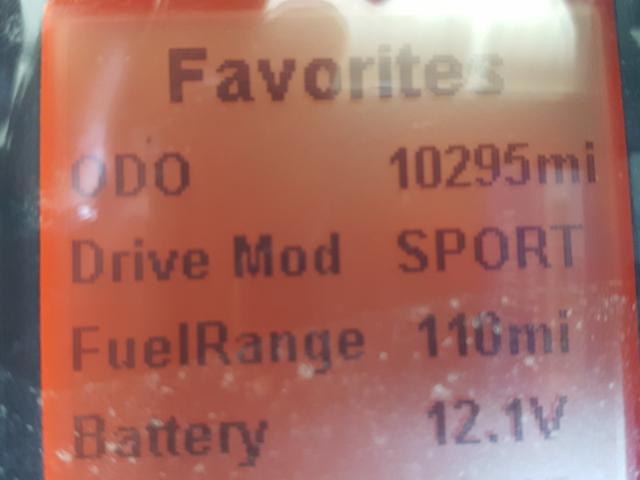 Favorites
ODO 10295mi
Drive Mod SPORT
FuelRange 110mi
Battery 12.1V